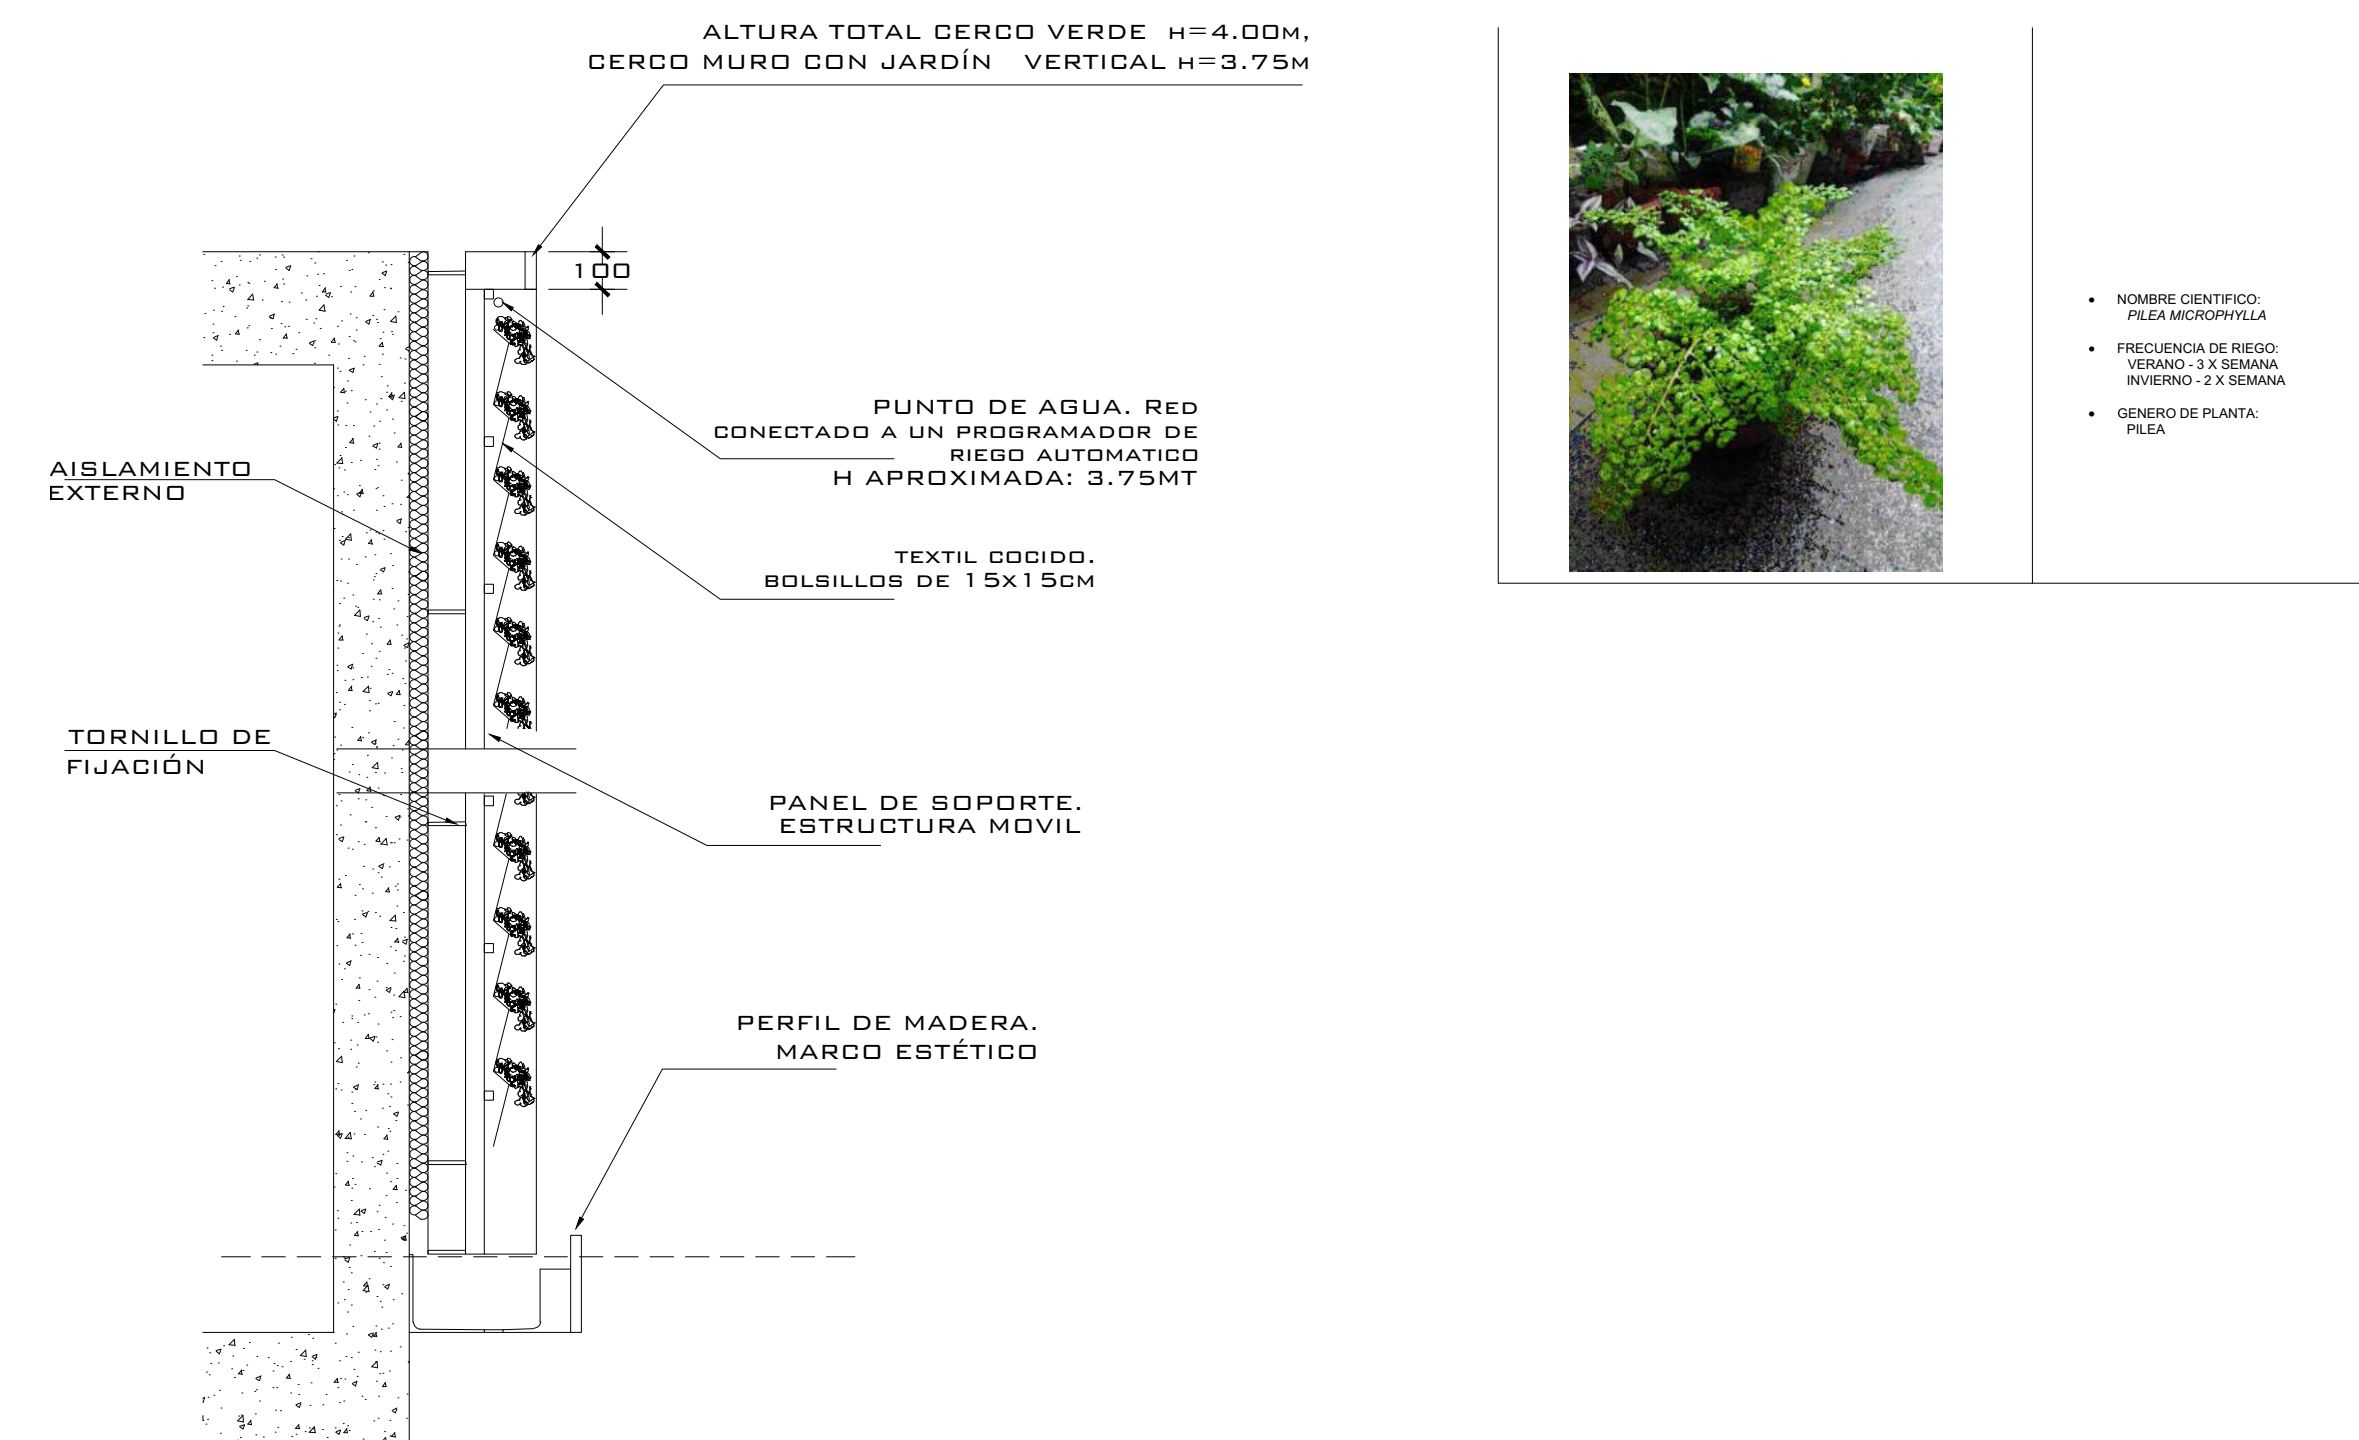 ALTURA TOTAL CERCO VERDE H=4.00M,
CERCO MURO CON JARDÍN VERTICAL H=3.75M
100
PUNTO DE AGUA. RED
CONECTADO A UN PROGRAMADOR DE
RIEGO AUTOMATICO
H APROXIMADA: 3.75MT
AISLAMIENTO
EXTERNO
TEXTIL COCIDO.
BOLSILLOS DE 15X15CM
TORNILLO DE
FIJACIÓN
PANEL DE SOPORTE.
ESTRUCTURA MOVIL
PERFIL DE MADERA.
MARCO ESTÉTICO
• NOMBRE CIENTIFICO:
PILEA MICROPHYLLA
• FRECUENCIA DE RIEGO:
VERANO - 3 X SEMANA
INVIERNO - 2 X SEMANA
• GENERO DE PLANTA:
PILEA